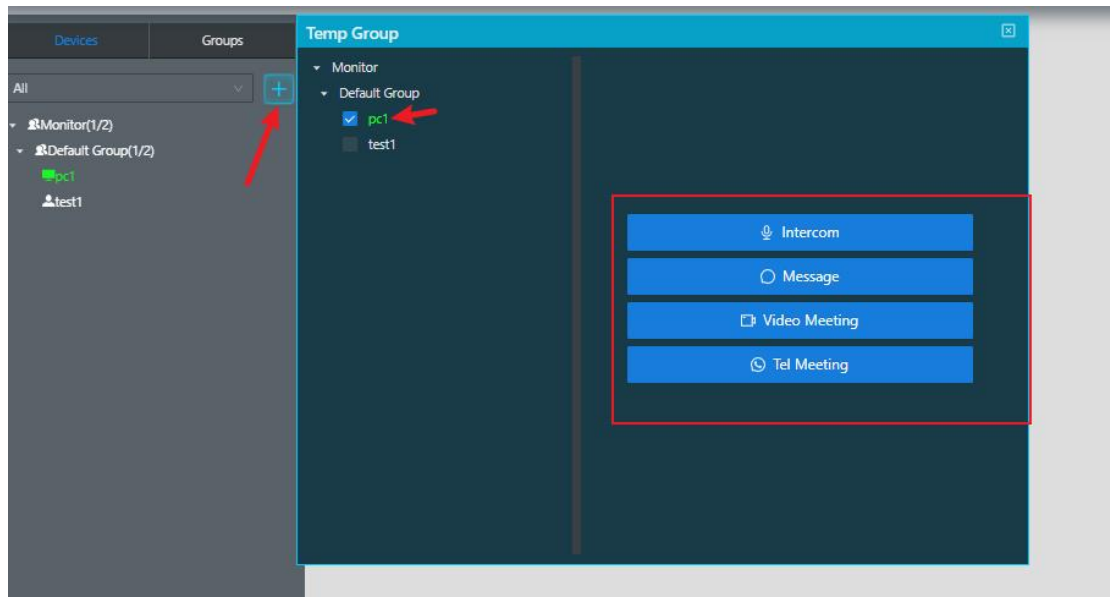 Devices
Groups
All
Monitor(1/2)
Default Group(1/2)
pc1
test1
Temp Group
Monitor
Default Group
pc1
test1
Intercom
Message
Video Meeting
Tel Meeting